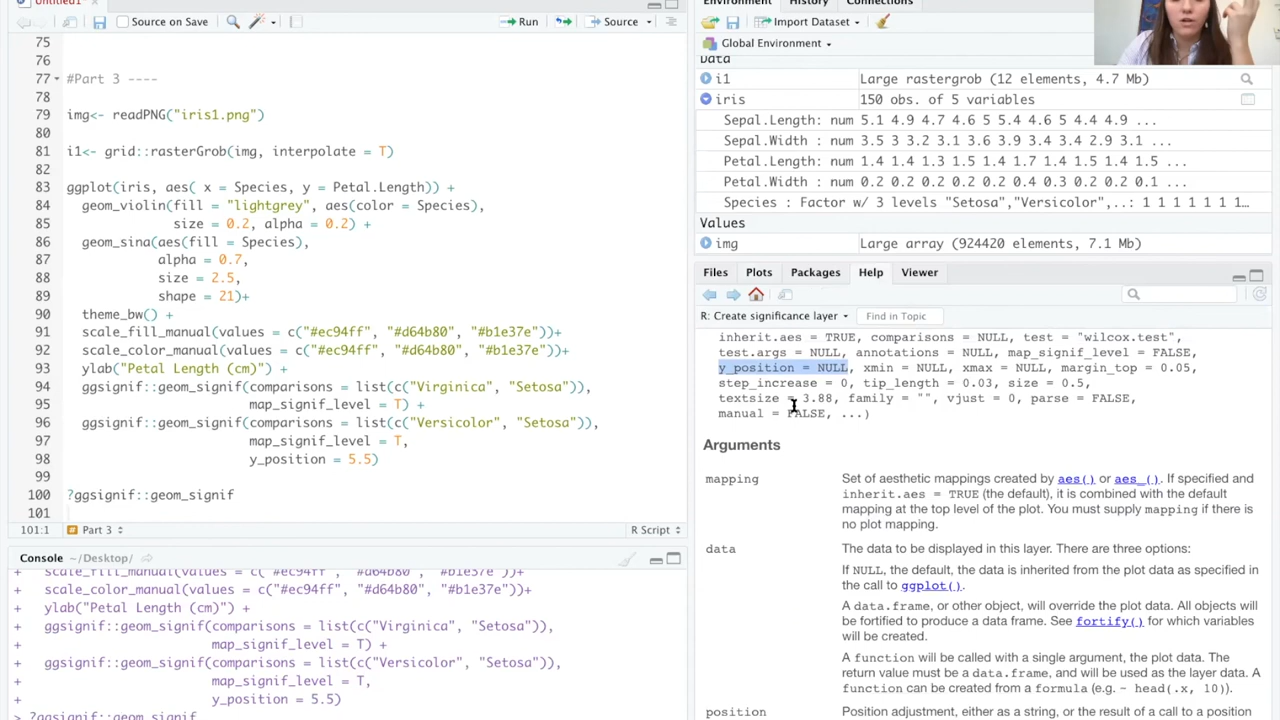 Untitled1*
Source on Save
Run
Source
75
76
77 #Part 3 ----
78
79 img<- readPNG("iris1.png")
80
81 i1<- grid::rasterGrob(img, interpolate = T)
82
83 ggplot(iris, aes( x = Species, y = Petal.Length)) +
84 geom_violin(fill = "lightgrey", aes(color = Species),
85 size = 0.2, alpha = 0.2) +
86 geom_sina(aes(fill = Species),
87 alpha = 0.7,
88 size = 2.5,
89 shape = 21)+
90 theme_bw() +
91 scale_fill_manual(values = c("#ec94ff", "#d64b80", "#b1e37e"))+
92 scale_color_manual(values = c("#ec94ff", "#d64b80", "#b1e37e"))+
93 ylab("Petal Length (cm)") +
94 ggsignif::geom_signif(comparisons = list(c("Virginica", "Setosa")),
95 map_signif_level = T) +
96 ggsignif::geom_signif(comparisons = list(c("Versicolor", "Setosa")),
97 map_signif_level = T,
98 y_position = 5.5)
99
100 ?ggsignif::geom_signif
101
101:1 Part 3 R Script
Console ~/Desktop/
+ scale_fill_manual(values = c("#ec94ff", "#d64b80", "#b1e37e"))+
+ scale_color_manual(values = c("#ec94ff", "#d64b80", "#b1e37e"))+
+ ylab("Petal Length (cm)") +
+ ggsignif::geom_signif(comparisons = list(c("Virginica", "Setosa")),
+ map_signif_level = T) +
+ ggsignif::geom_signif(comparisons = list(c("Versicolor", "Setosa")),
+ map_signif_level = T,
+ y_position = 5.5)
> ?ggsignif::geom_signif
Environment History Connections
Import Dataset
Global Environment
Data
i1 Large rastergrob (12 elements, 4.7 Mb)
iris 150 obs. of 5 variables
Sepal.Length: num 5.1 4.9 4.7 4.6 5 5.4 4.6 5 4.4 4.9 ...
Sepal.Width : num 3.5 3 3.2 3.1 3.6 3.9 3.4 3.4 2.9 3.1 ...
Petal.Length: num 1.4 1.4 1.3 1.5 1.4 1.7 1.4 1.5 1.4 1.5 ...
Petal.Width : num 0.2 0.2 0.2 0.2 0.2 0.4 0.3 0.2 0.2 0.1 ...
Species : Factor w/ 3 levels "Setosa","Versicolor",..: 1 1 1 1 1 1 1…
Values
img Large array (924420 elements, 7.1 Mb)
Files Plots Packages Help Viewer
R: Create significance layer Find in Topic
inherit.aes = TRUE, comparisons = NULL, test = "wilcox.test",
test.args = NULL, annotations = NULL, map_signif_level = FALSE,
y_position = NULL, xmin = NULL, xmax = NULL, margin_top = 0.05,
step_increase = 0, tip_length = 0.03, size = 0.5,
textsize = 3.88, family = "", vjust = 0, parse = FALSE,
manual = FALSE, ...)
Arguments
mapping Set of aesthetic mappings created by aes() or aes_(). If specified and
inherit.aes = TRUE (the default), it is combined with the default
mapping at the top level of the plot. You must supply mapping if there is
no plot mapping.
data The data to be displayed in this layer. There are three options:
If NULL, the default, the data is inherited from the plot data as specified in
the call to ggplot().
A data.frame, or other object, will override the plot data. All objects will
be fortified to produce a data frame. See fortify() for which variables
will be created.
A function will be called with a single argument, the plot data. The
return value must be a data.frame, and will be used as the layer data. A
function can be created from a formula (e.g. ~ head(.x, 10)).
position Position adjustment, either as a string, or the result of a call to a position